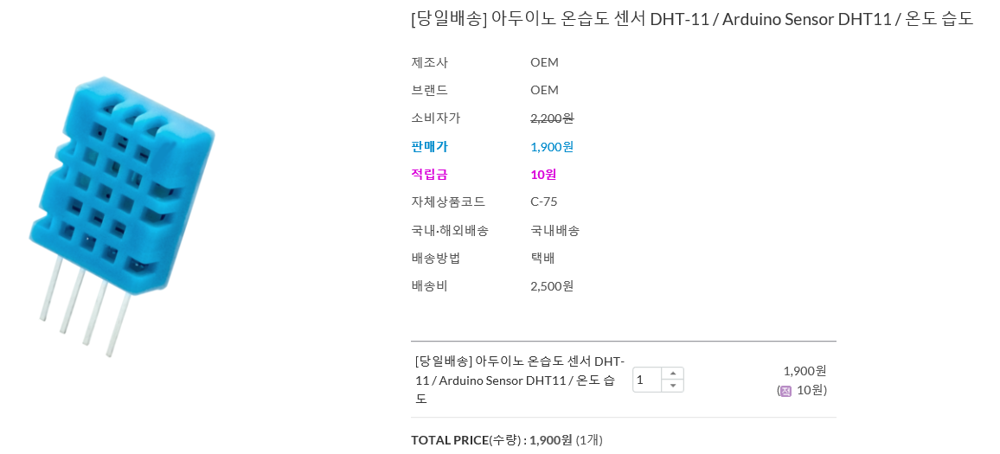 [당일배송] 아두이노 온습도 센서 DHT-11 / Arduino Sensor DHT11 / 온도 습도
제조사 OEM
브랜드 OEM
소비자가 2,200원
판매가 1,900원
적립금 10원
자체상품코드 C-75
국내·해외배송 국내배송
배송방법 택배
배송비 2,500원
[당일배송] 아두이노 온습도 센서 DHT-
11 / Arduino Sensor DHT11 / 온도 습
도
1
1,900원
(적 10원)
TOTAL PRICE(수량) : 1,900원 (1개)